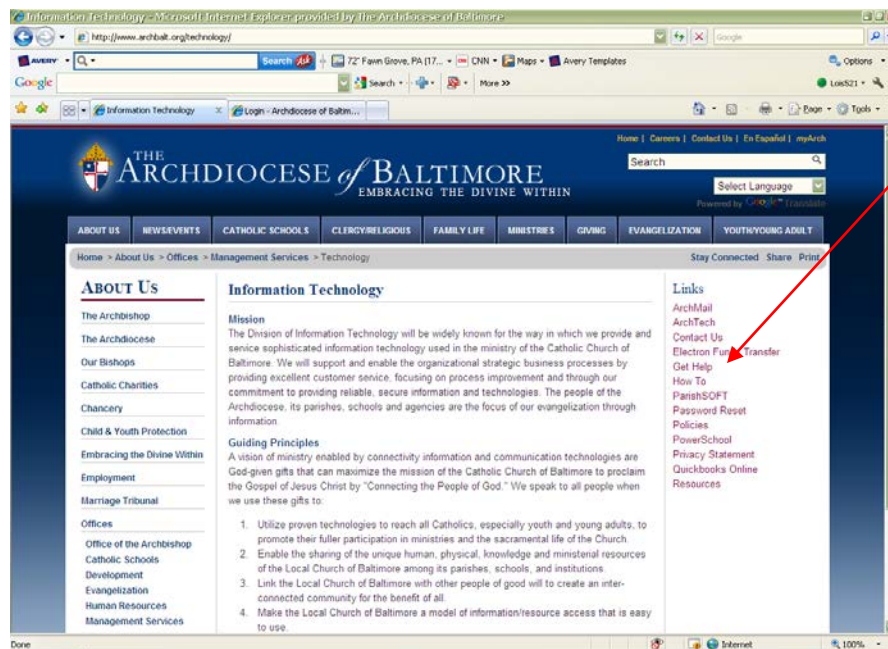 Information Technology - Microsoft Internet Explorer provided by The Archdiocese of Baltimore
http://www.archbalt.org/technology/
Google
AVERY
Search
72° Fawn Grove, PA (17...
CNN
Maps
Avery Templates
Options
Google
Search
More >>
Lois521
Information Technology
Login - Archdiocese of Baltim...
Page
Tools
Home | Careers | Contact Us | En Español | myArch
THE
ARCHDIOCESE of BALTIMORE
EMBRACING THE DIVINE WITHIN
Search
Select Language
Powered by Google™ Translate
ABOUT US NEWS/EVENTS CATHOLIC SCHOOLS CLERGY/RELIGIOUS FAMILY LIFE MINISTRIES GIVING EVANGELIZATION YOUTH/YOUNG ADULT
Home > About Us > Offices > Management Services > Technology
Stay Connected Share Print
ABOUT US
The Archbishop
The Archdiocese
Our Bishops
Catholic Charities
Chancery
Child & Youth Protection
Embracing the Divine Within
Employment
Marriage Tribunal
Offices
Office of the Archbishop
Catholic Schools
Development
Evangelization
Human Resources
Management Services
Information Technology
Mission
The Division of Information Technology will be widely known for the way in which we provide and
service sophisticated information technology used in the ministry of the Catholic Church of
Baltimore. We will support and enable the organizational strategic business processes by
providing excellent customer service, focusing on process improvement and through our
commitment to providing reliable, secure information and technologies. The people of the
Archdiocese, its parishes, schools and agencies are the focus of our evangelization through
information.
Guiding Principles
A vision of ministry enabled by connectivity information and communication technologies are
God-given gifts that can maximize the mission of the Catholic Church of Baltimore to proclaim
the Gospel of Jesus Christ by "Connecting the People of God." We speak to all people when
we use these gifts to:
1. Utilize proven technologies to reach all Catholics, especially youth and young adults, to
promote their fuller participation in ministries and the sacramental life of the Church.
2. Enable the sharing of the unique human, physical, knowledge and ministerial resources
of the Local Church of Baltimore among its parishes, schools, and institutions.
3. Link the Local Church of Baltimore with other people of good will to create an inter-
connected community for the benefit of all.
4. Make the Local Church of Baltimore a model of information/resource access that is easy
to use.
Links
ArchMail
ArchTech
Contact Us
Electron Funds Transfer
Get Help
How To
ParishSOFT
Password Reset
Policies
PowerSchool
Privacy Statement
Quickbooks Online
Resources
Done
Internet
100%